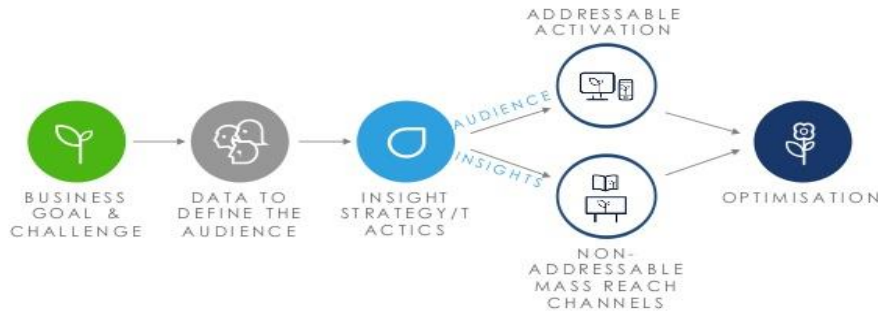 ADDRESSABLE
ACTIVATION
AUDIENCE
INSIGHTS
BUSINESS
GOAL &
CHALLENGE
DATA TO
DEFINE THE
AUDIENCE
INSIGHT
STRATEGY/T
ACTICS
OPTIMISATION
NON-
ADDRESSABLE
MASS REACH
CHANNELS